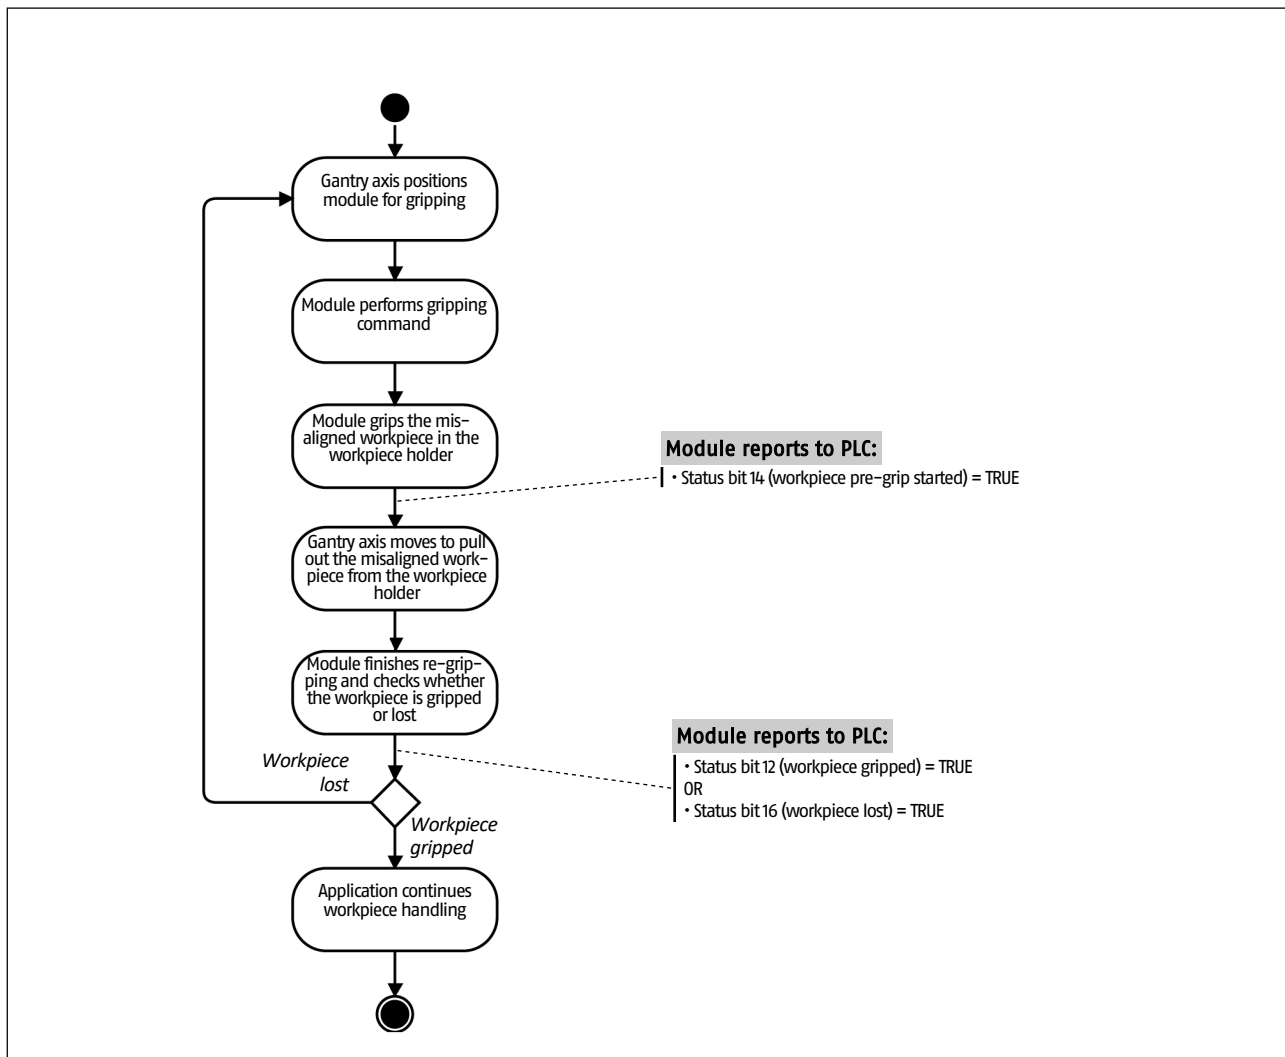 Gantry axis positions
module for gripping
Module performs gripping
command
Module grips the mis-
aligned workpiece in the
workpiece holder
Module reports to PLC:
• Status bit 14 (workpiece pre-grip started) = TRUE
Gantry axis moves to pull
out the misaligned work-
piece from the workpiece
holder
Module finishes re-grip-
ping and checks whether
the workpiece is gripped
or lost
Module reports to PLC:
• Status bit 12 (workpiece gripped) = TRUE
OR
• Status bit 16 (workpiece lost) = TRUE
Workpiece
lost
Workpiece
gripped
Application continues
workpiece handling